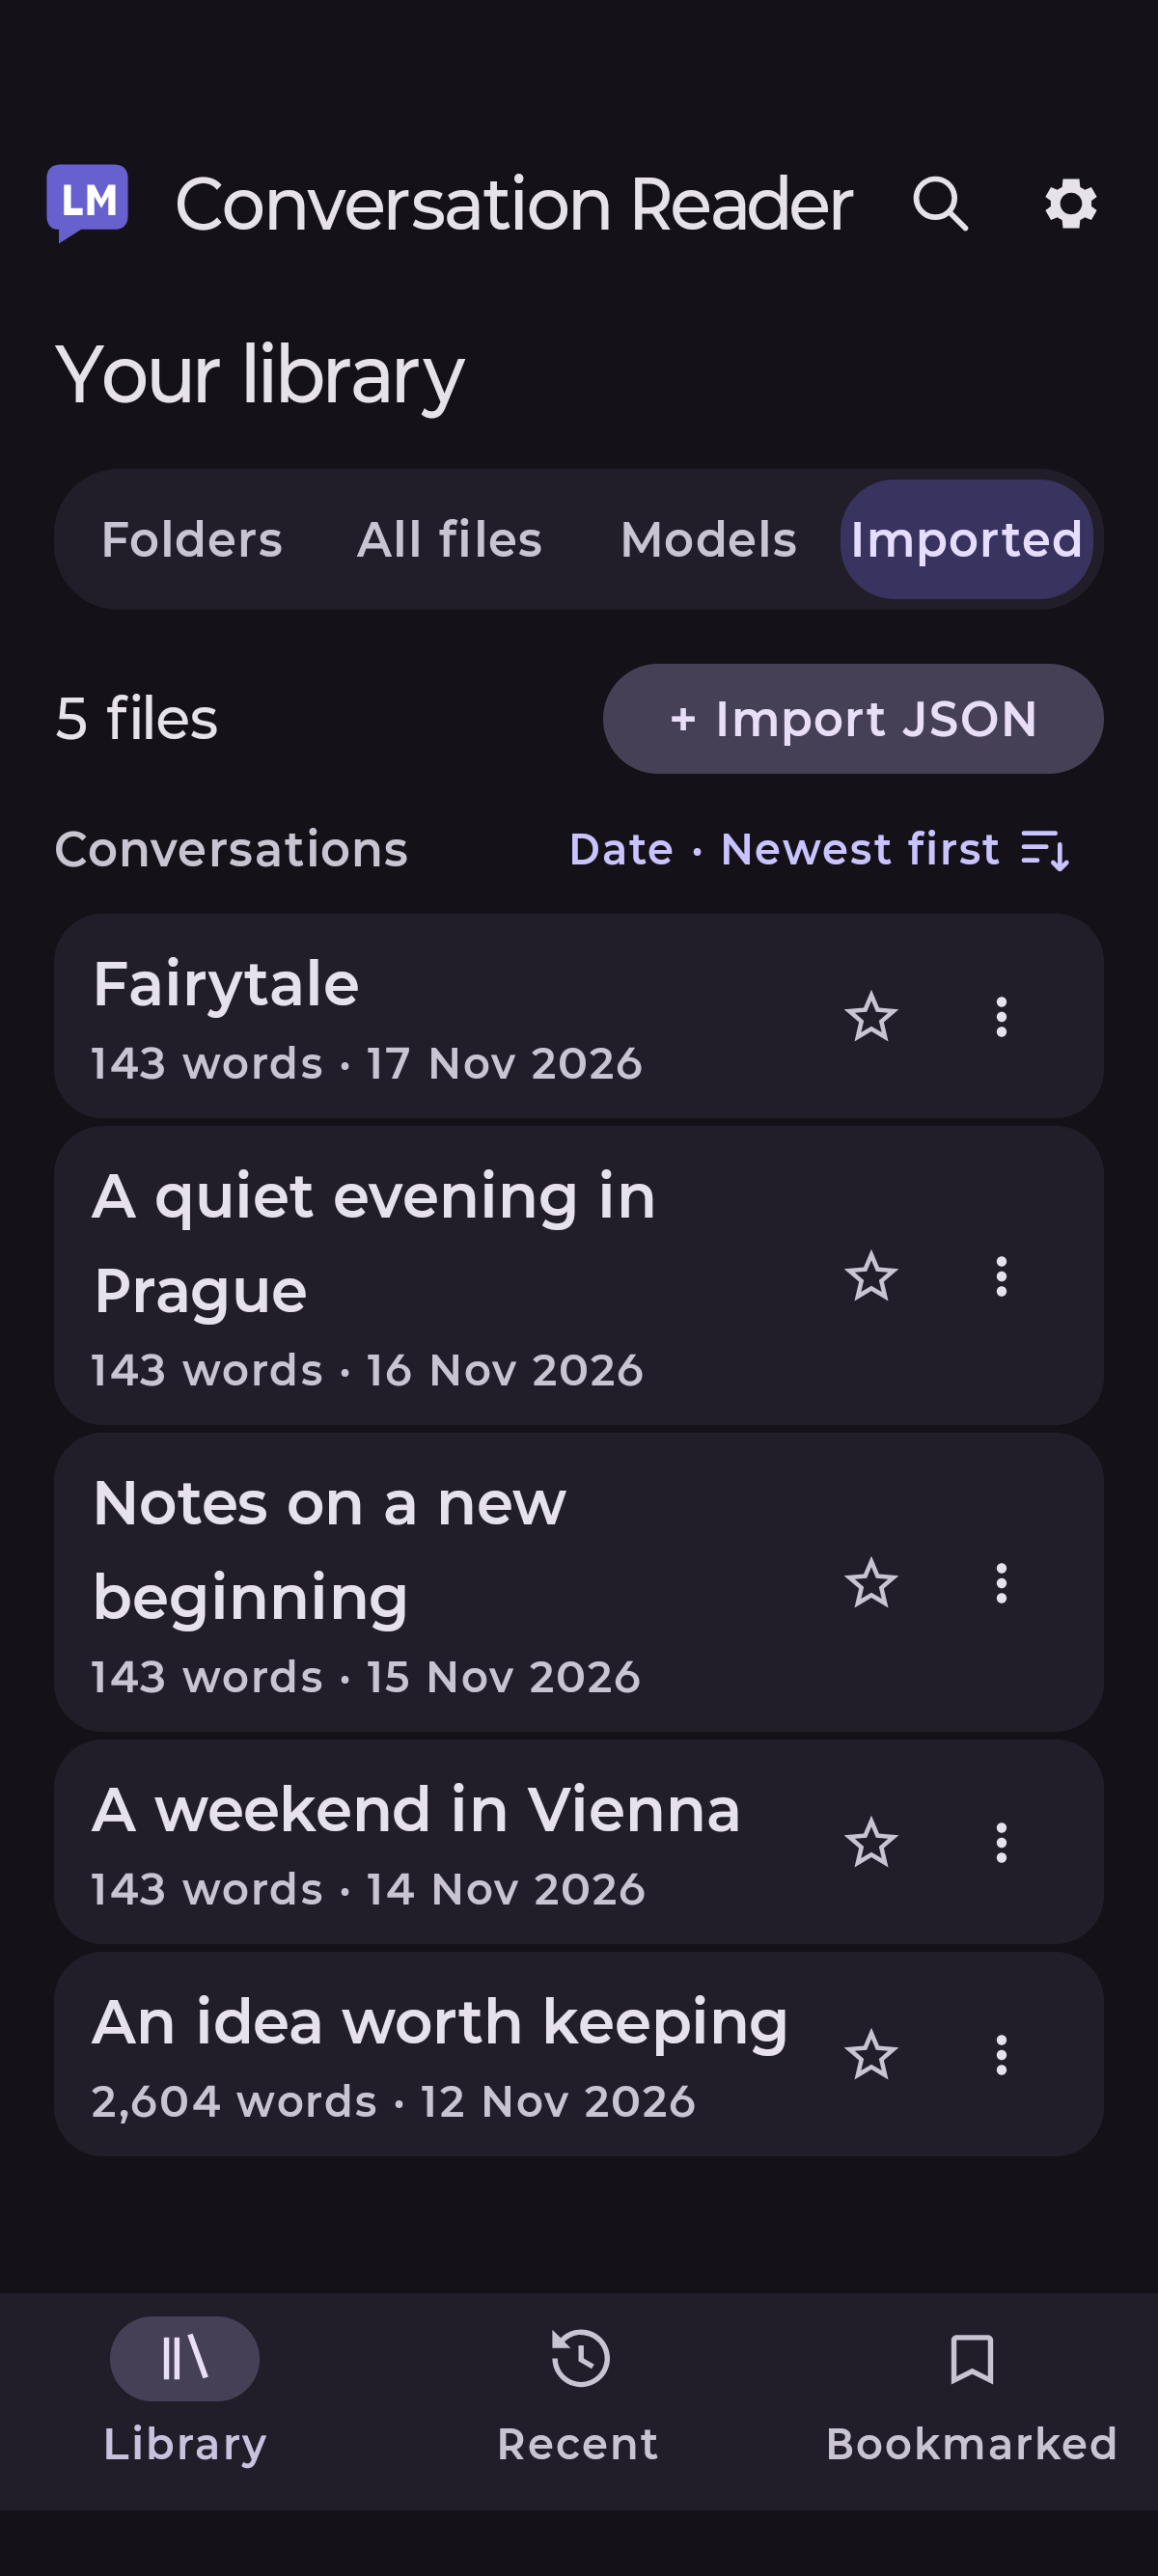 LM Conversation Reader
Your library
Folders All files Models Imported
5 files + Import JSON
Conversations Date · Newest first
Fairytale
143 words · 17 Nov 2026
A quiet evening in
Prague
143 words · 16 Nov 2026
Notes on a new
beginning
143 words · 15 Nov 2026
A weekend in Vienna
143 words · 14 Nov 2026
An idea worth keeping
2,604 words · 12 Nov 2026
Library Recent Bookmarked